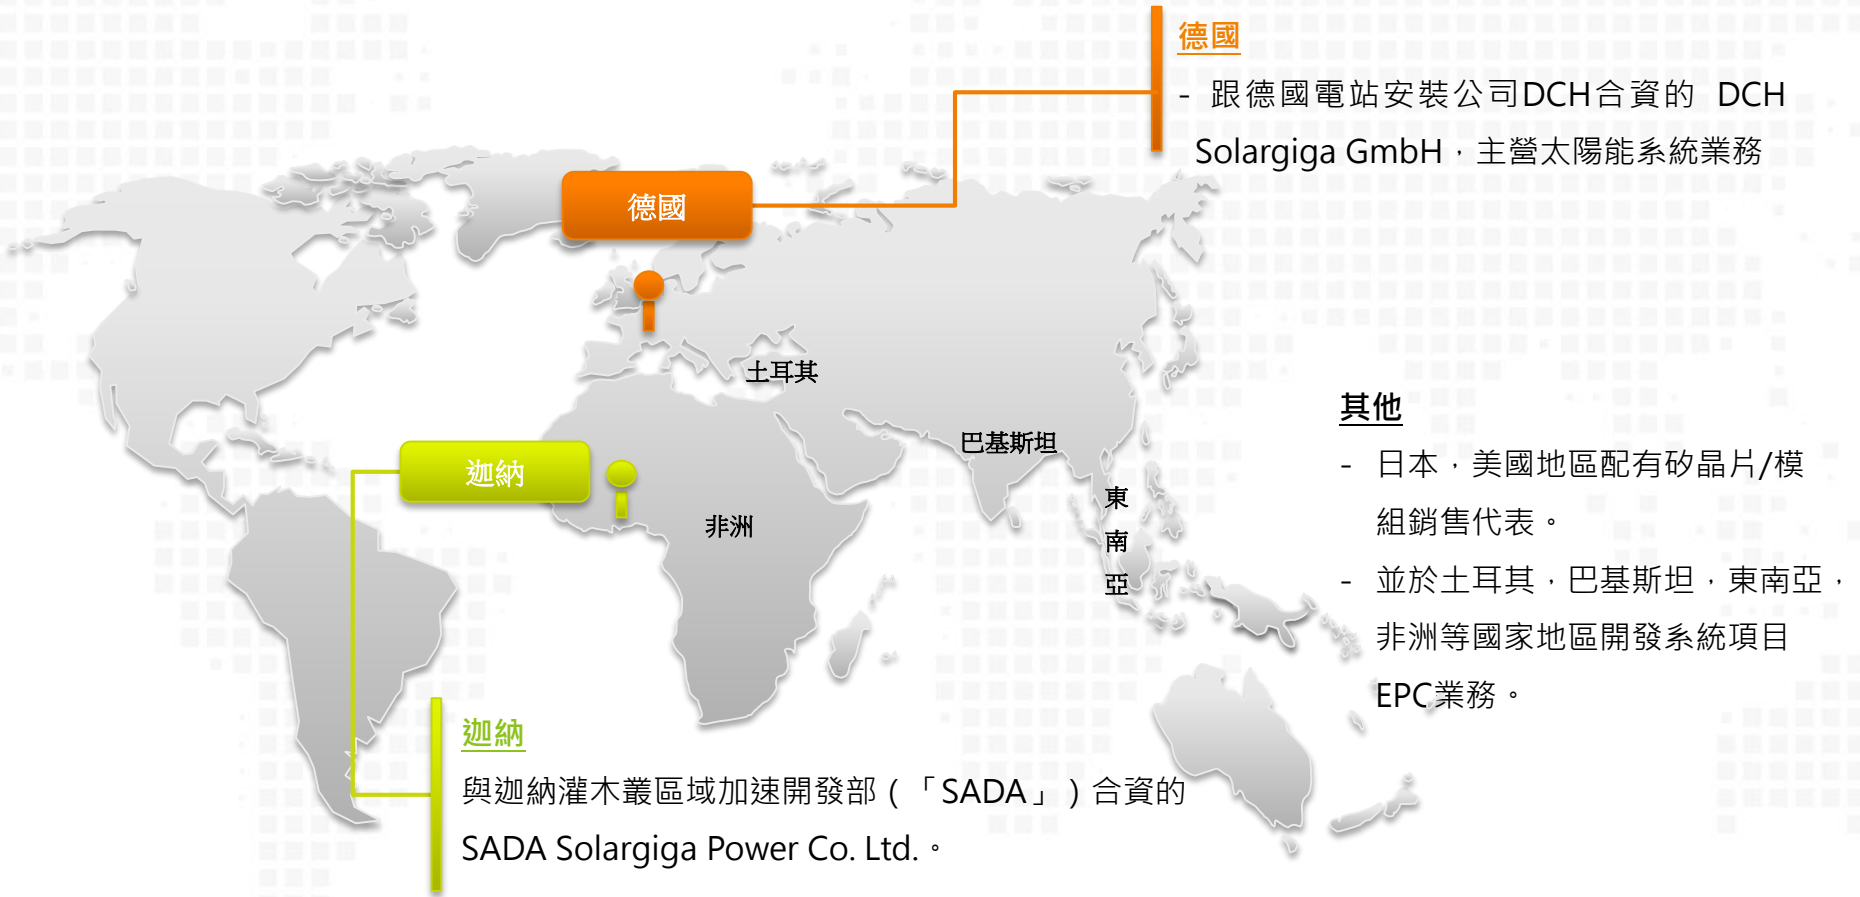 德國
- 跟德國電站安裝公司DCH合資的 DCH
Solargiga GmbH，主營太陽能系統業務
德國
土耳其
巴基斯坦
迦納
非洲
東
南
亞
其他
- 日本，美國地區配有矽晶片/模
組銷售代表。
- 並於土耳其，巴基斯坦，東南亞，
非洲等國家地區開發系統項目
EPC業務。
迦納
與迦納灌木叢區域加速開發部（「SADA」）合資的
SADA Solargiga Power Co. Ltd.。